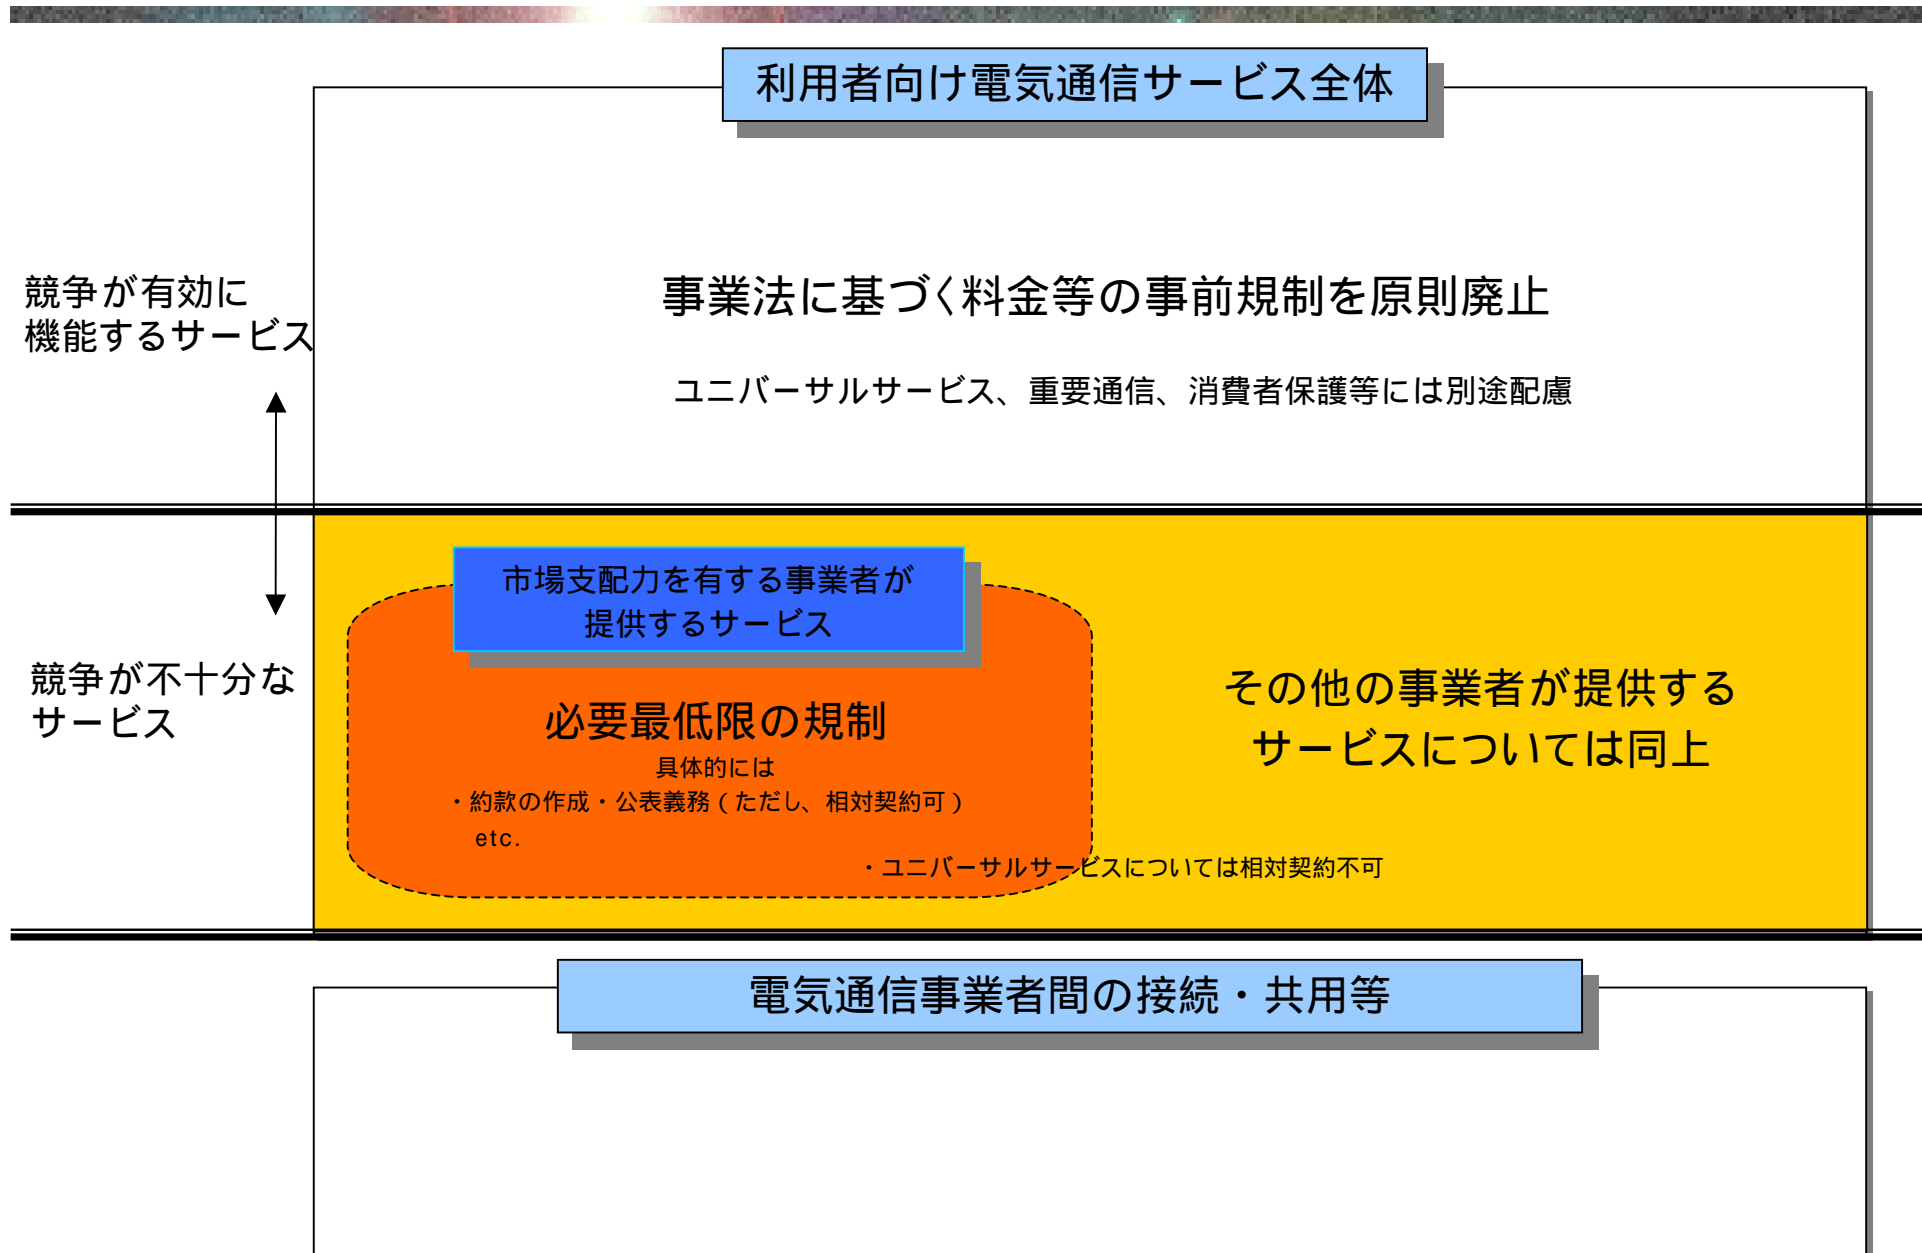 利用者向け電気通信サービス全体
競争が有効に
機能するサービス
事業法に基づく料金等の事前規制を原則廃止
ユニバーサルサービス、重要通信、消費者保護等には別途配慮
市場支配力を有する事業者が
提供するサービス
競争が不十分な
サービス
必要最低限の規制
具体的には
・約款の作成・公表義務（ただし、相対契約可）
etc.
・ユニバーサルサービスについては相対契約不可
その他の事業者が提供する
サービスについては同上
電気通信事業者間の接続・共用等